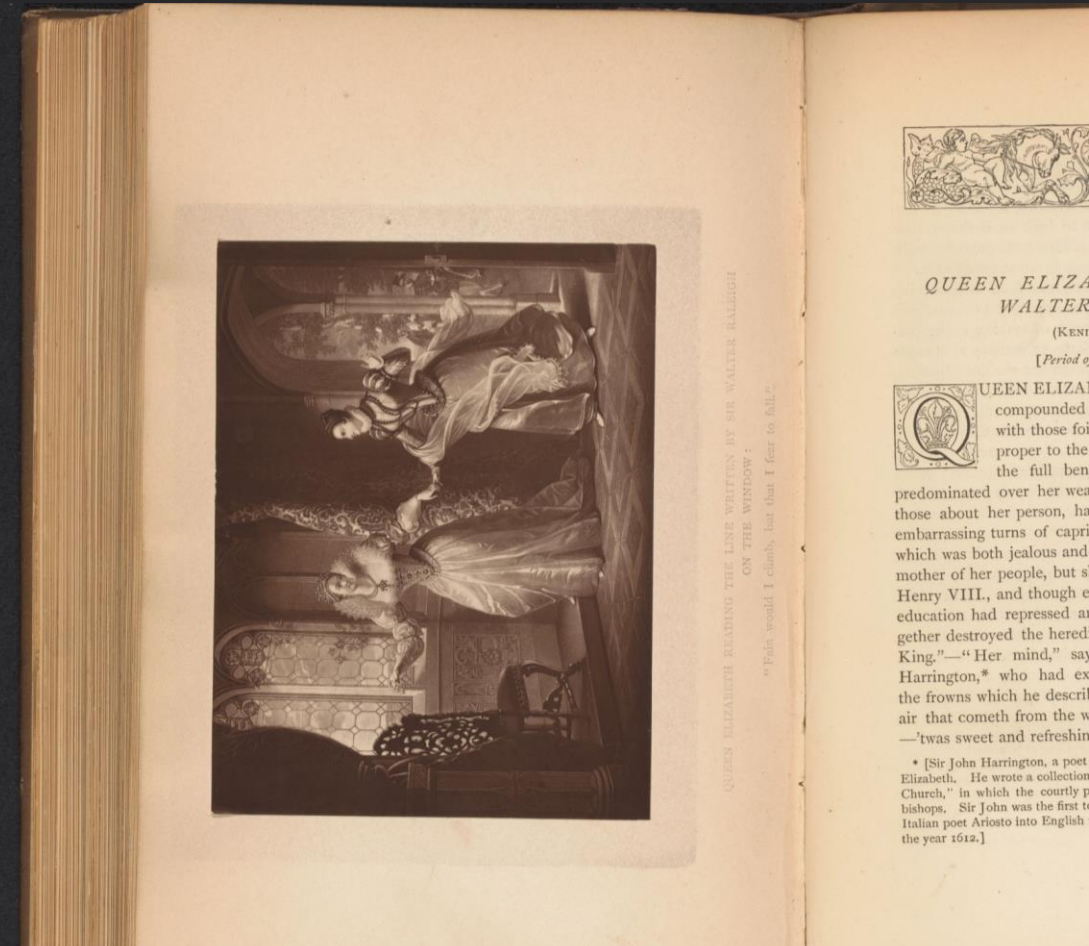 QUEEN ELIZABETH READING THE LINE WRITTEN BY SIR WALTER RALEIGH
ON THE WINDOW:
"Fain would I climb, but that I fear to fall."
QUEEN ELIZA
WALTER
(KENI
[Period o
QUEEN ELIZA
compounded
with those foi
proper to the
the full ben
predominated over her wea
those about her person, ha
embarrassing turns of capri
which was both jealous and
mother of her people, but s
Henry VIII., and though e
education had repressed a
gether destroyed the hered
King."—"Her mind," say
Harrington,* who had ex
the frowns which he descri
air that cometh from the w
—'twas sweet and refreshin
* [Sir John Harrington, a poet
Elizabeth. He wrote a collection
Church," in which the courtly p
bishops. Sir John was the first t
Italian poet Ariosto into English
the year 1612.]